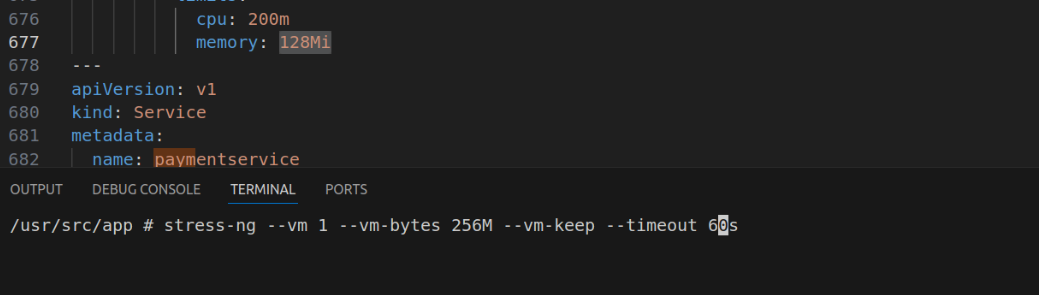 676 cpu: 200m
677 memory: 128Mi
678 ---
679 apiVersion: v1
680 kind: Service
681 metadata:
682 name: paymentservice
OUTPUT DEBUG CONSOLE TERMINAL PORTS
/usr/src/app # stress-ng --vm 1 --vm-bytes 256M --vm-keep --timeout 60s